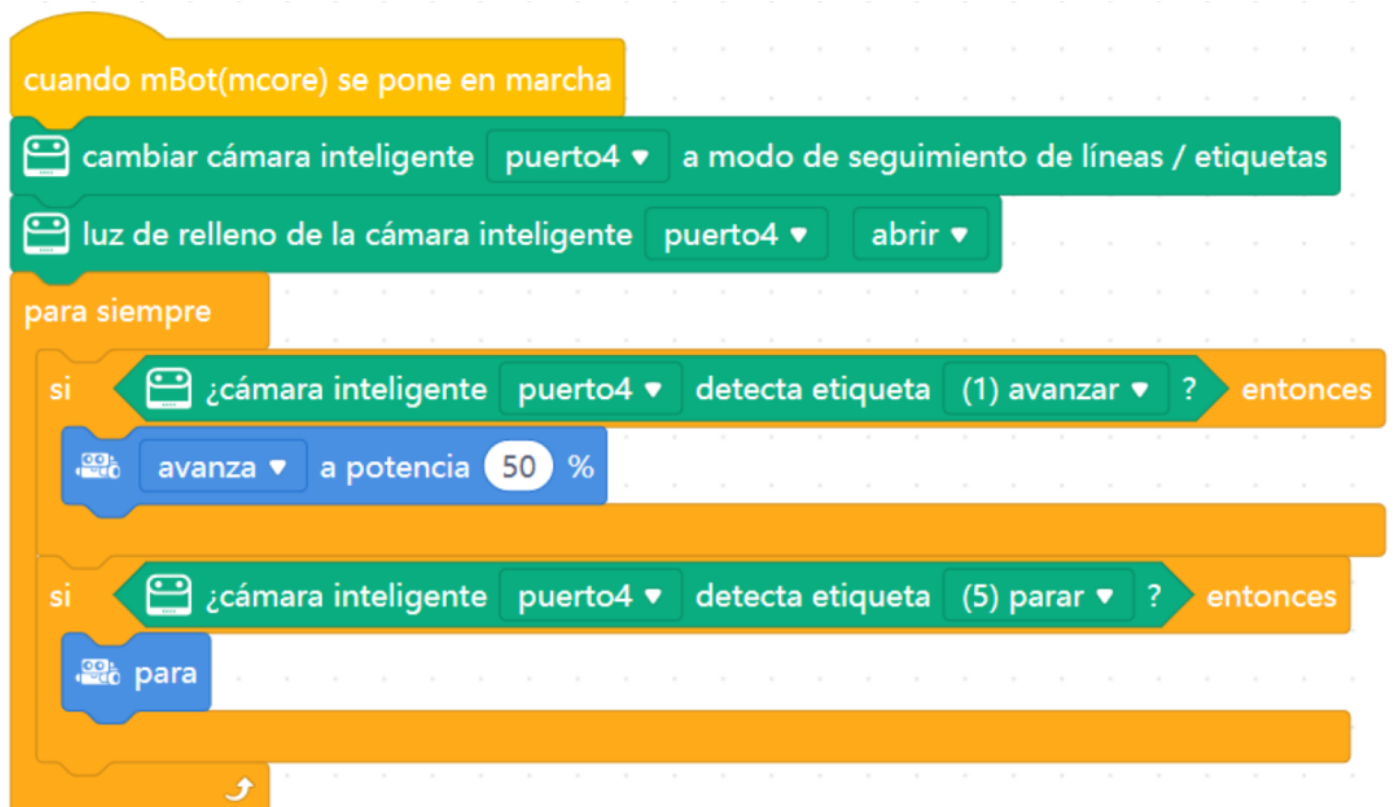 cuando mBot(mcore) se pone en marcha
cambiar cámara inteligente puerto4 a modo de seguimiento de líneas / etiquetas
luz de relleno de la cámara inteligente puerto4 abrir
para siempre
si ¿cámara inteligente puerto4 detecta etiqueta (1) avanzar ? entonces
avanza a potencia 50 %
si ¿cámara inteligente puerto4 detecta etiqueta (5) parar ? entonces
para